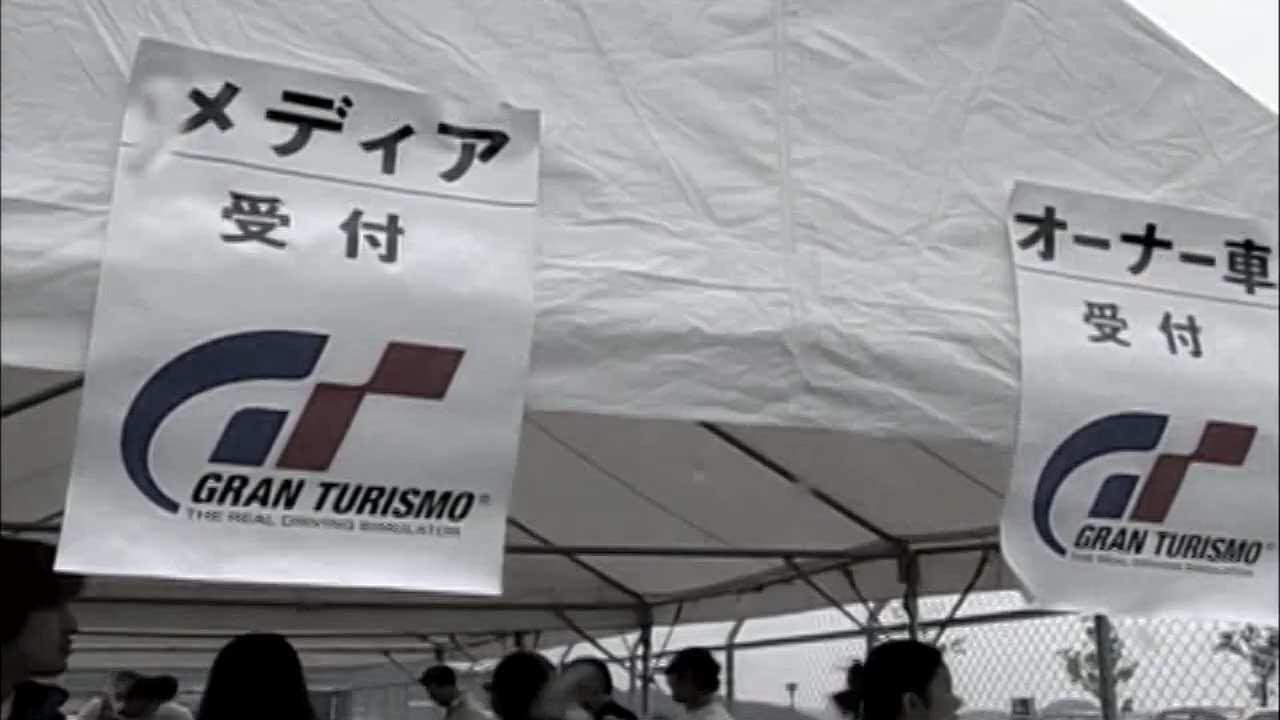 メディア
受付
GRAN TURISMO®
THE REAL DRIVING SIMULATOR
オーナー車
受付
GRAN TURISMO®
THE REAL DRIVING SIMULATOR